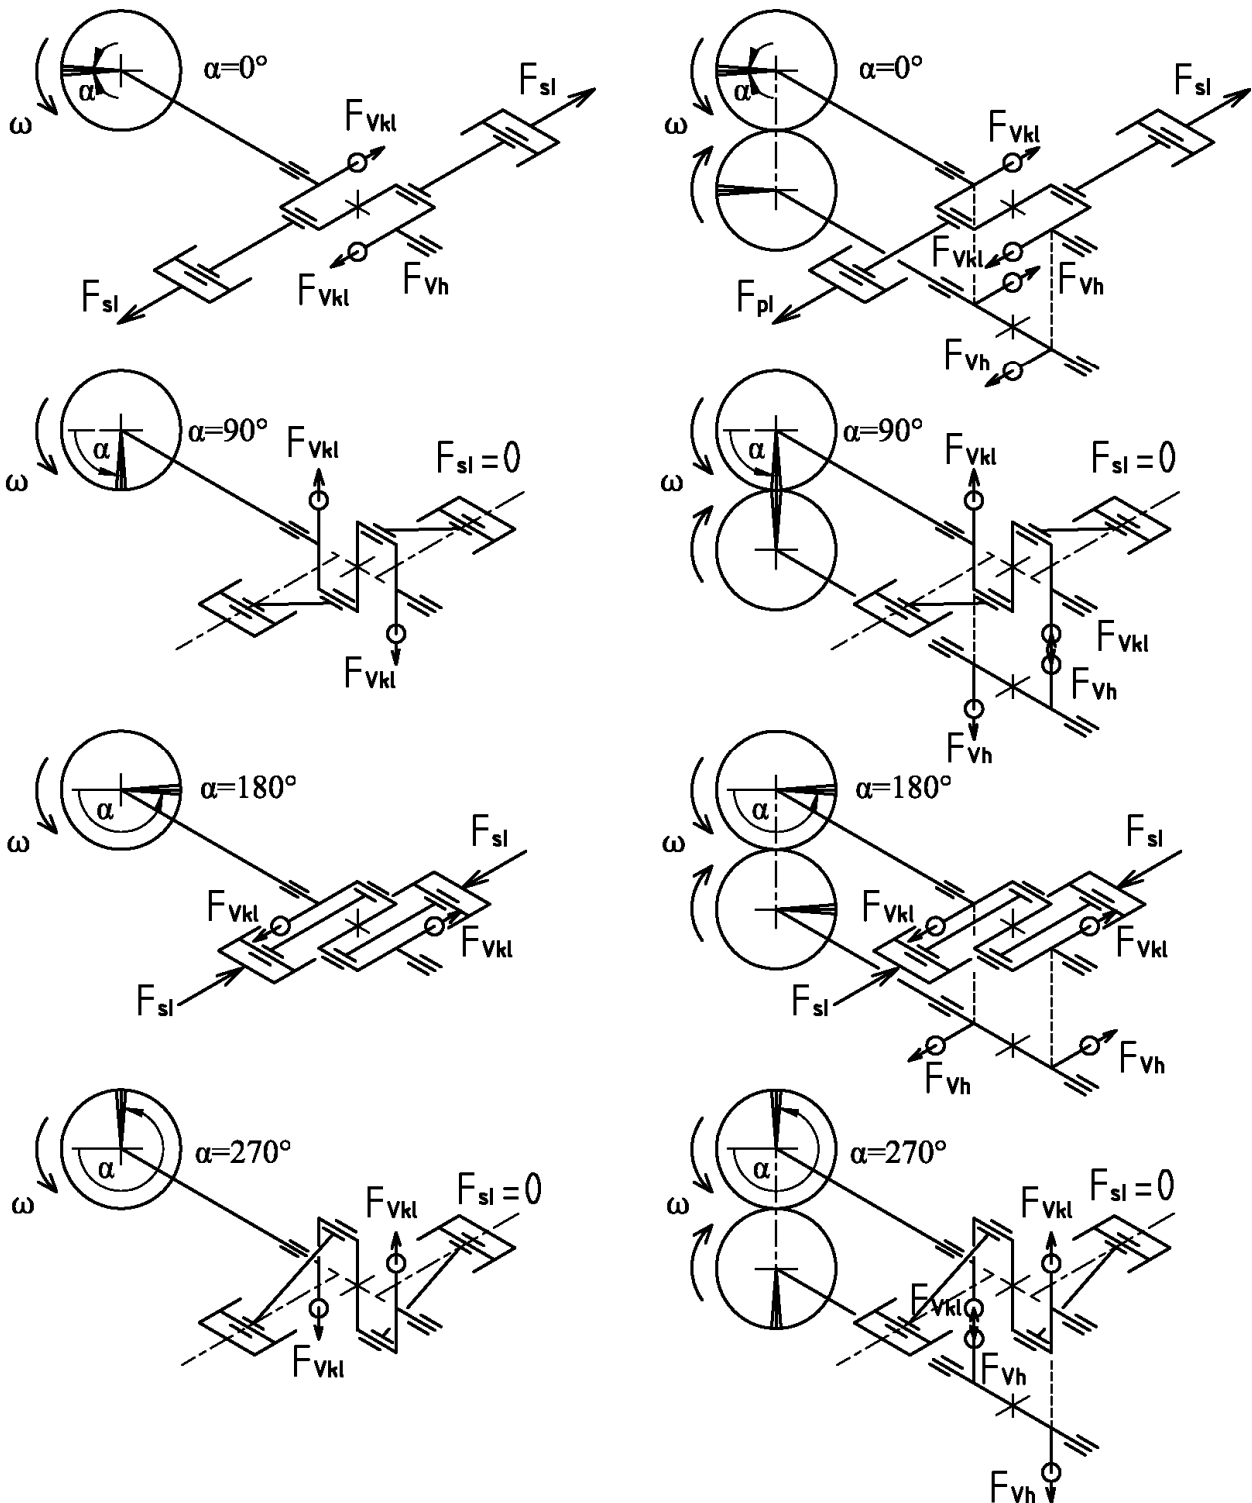 α=0°
α
ω
F_Vkl
F_sl
F_sl
F_Vkl
F_Vh
α=0°
α
ω
F_Vkl
F_sl
F_Vkl
F_Vh
F_pl
F_Vh
α=90°
α
ω
F_Vkl
F_sl=0
F_Vkl
α=90°
α
ω
F_Vkl
F_sl=0
F_Vkl
F_Vh
F_Vh
α=180°
α
ω
F_sl
F_Vkl
F_Vkl
F_sl
α=180°
α
ω
F_sl
F_Vkl
F_Vkl
F_sl
F_Vh
F_Vh
α=270°
α
ω
F_Vkl
F_sl=0
F_Vkl
α=270°
α
ω
F_Vkl
F_sl=0
F_Vkl
F_Vh
F_Vh